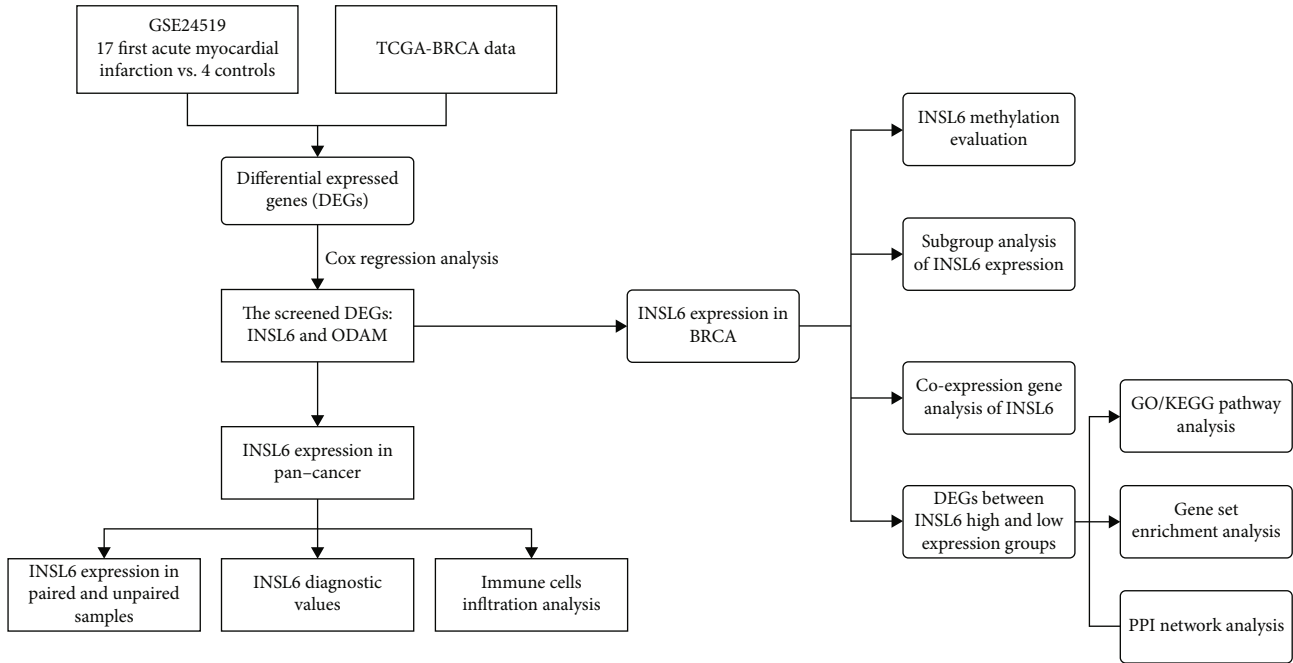 GSE24519
17 first acute myocardial
infarction vs. 4 controls
TCGA-BRCA data
Differential expressed
genes (DEGs)
Cox regression analysis
The screened DEGs:
INSL6 and ODAM
INSL6 expression in
pan–cancer
INSL6 expression in
paired and unpaired
samples
INSL6 diagnostic
values
Immune cells
infiltration analysis
INSL6 expression in
BRCA
INSL6 methylation
evaluation
Subgroup analysis
of INSL6 expression
Co-expression gene
analysis of INSL6
DEGs between
INSL6 high and low
expression groups
GO/KEGG pathway
analysis
Gene set
enrichment analysis
PPI network analysis